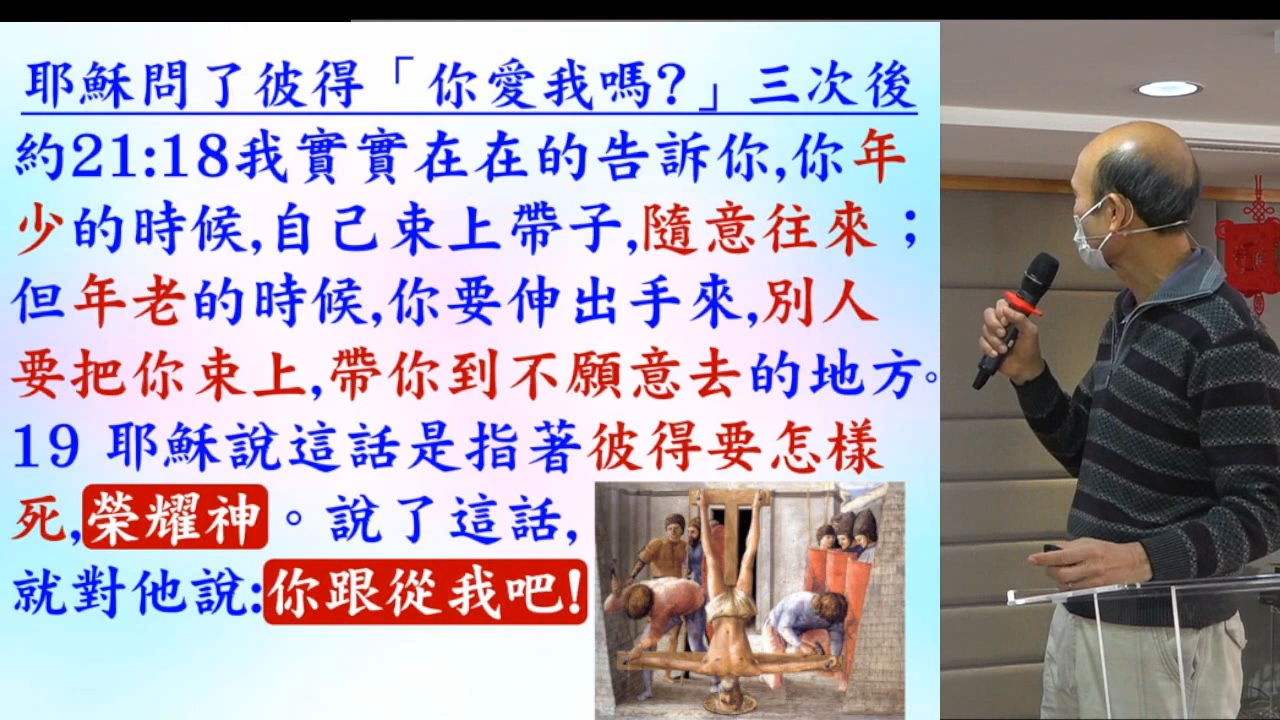 耶穌問了彼得「你愛我嗎?」三次後
約21:18我實實在在的告訴你,你年
少的時候,自己束上帶子,隨意往來；
但年老的時候,你要伸出手來,別人
要把你束上,帶你到不願意去的地方。
19 耶穌說這話是指著彼得要怎樣
死,榮耀神。說了這話,
就對他說:你跟從我吧!